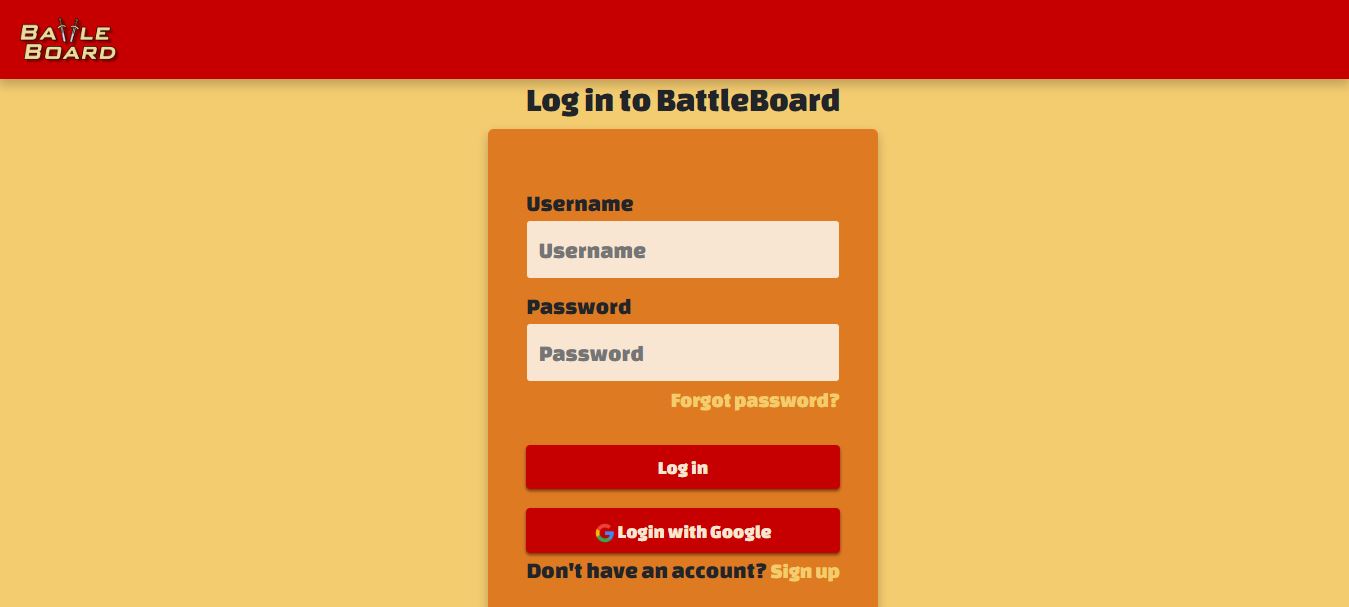 BATTLE
BOARD
Log in to BattleBoard
Username
Username
Password
Password
Forgot password?
Log in
Login with Google
Don't have an account? Sign up